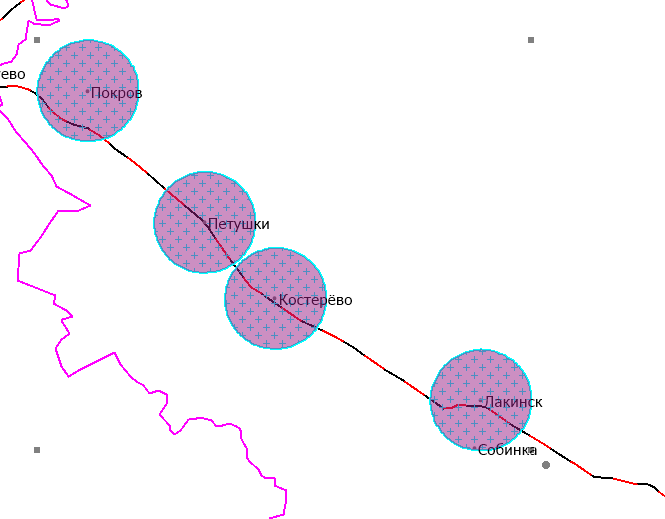 ево
Покров
Петушки
Костерёво
Лакинск
Собинка